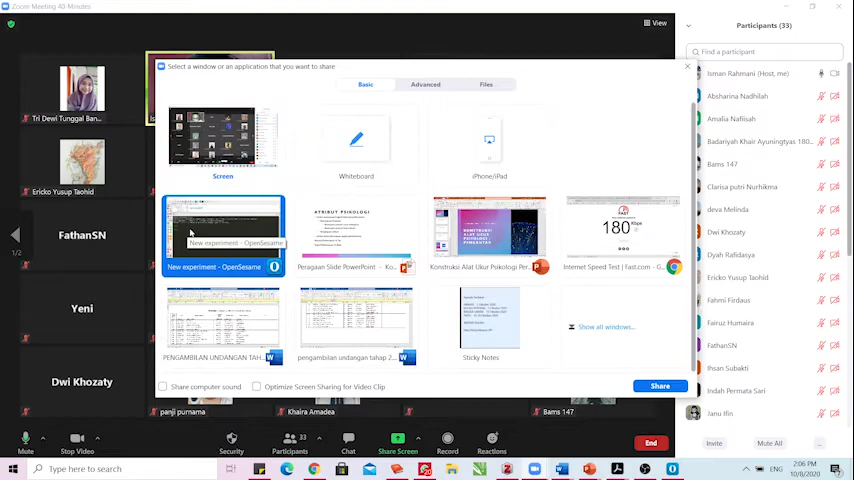 Zoom Meeting 40 Minutes
View
Participants (33)
Select a window or an application that you want to share
Find a participant
Basic
Advanced
Files
Isman Rahmani (Host, me)
Absharina Nadhilah
Amalia Nafiisah
Badariyah Khair Ayuningtyas 180...
Bams 147
Clarisa putri Nurhikma
deva Melinda
Dwi Khozaty
Dyah Rafidasya
Ericko Yusup Taohid
Fahmi Firdaus
Fairuz Humaira
FathanSN
Ihsan Subakti
Indah Permata Sari
Janu Ifin
Tri Dewi Tunggal Ban...
Ericko Yusup Taohid
FathanSN
1/2
Yeni
Dwi Khozaty
Screen
Whiteboard
iPhone/iPad
New experiment - OpenSesame
New experiment - OpenSesame
ATRIBUT PSIKOLOGI
Peragaan Slide PowerPoint - Ko...
KONSTRUKSI
ALAT UKUR
PSIKOLOGI
PENGANTAR
Konstruksi Alat Ukur Psikologi Per...
FAST
180 Kbps
Internet Speed Test | Fast.com - G...
PENGAMBILAN UNDANGAN TAH...
pengambilan undangan tahap 2...
Sticky Notes
Show all windows...
Share computer sound
Optimize Screen Sharing for Video Clip
Share
panji purnama
Khaira Amadea
Bams 147
Mute
Stop Video
Security
33
Participants
Chat
Share Screen
Record
Reactions
End
Invite
Mute All
...
Type here to search
ENG
2:06 PM
10/8/2020